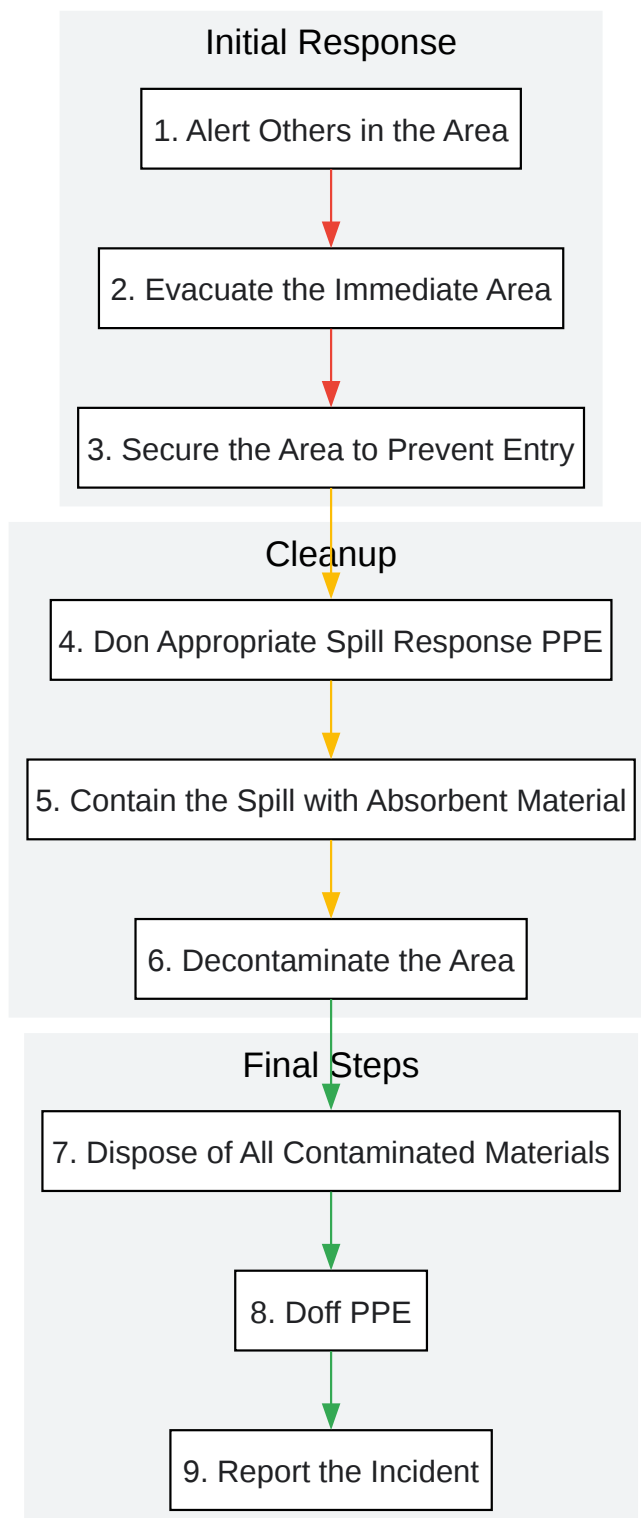 Initial Response
1. Alert Others in the Area
2. Evacuate the Immediate Area
3. Secure the Area to Prevent Entry
Cleanup
4. Don Appropriate Spill Response PPE
5. Contain the Spill with Absorbent Material
6. Decontaminate the Area
Final Steps
7. Dispose of All Contaminated Materials
8. Doff PPE
9. Report the Incident